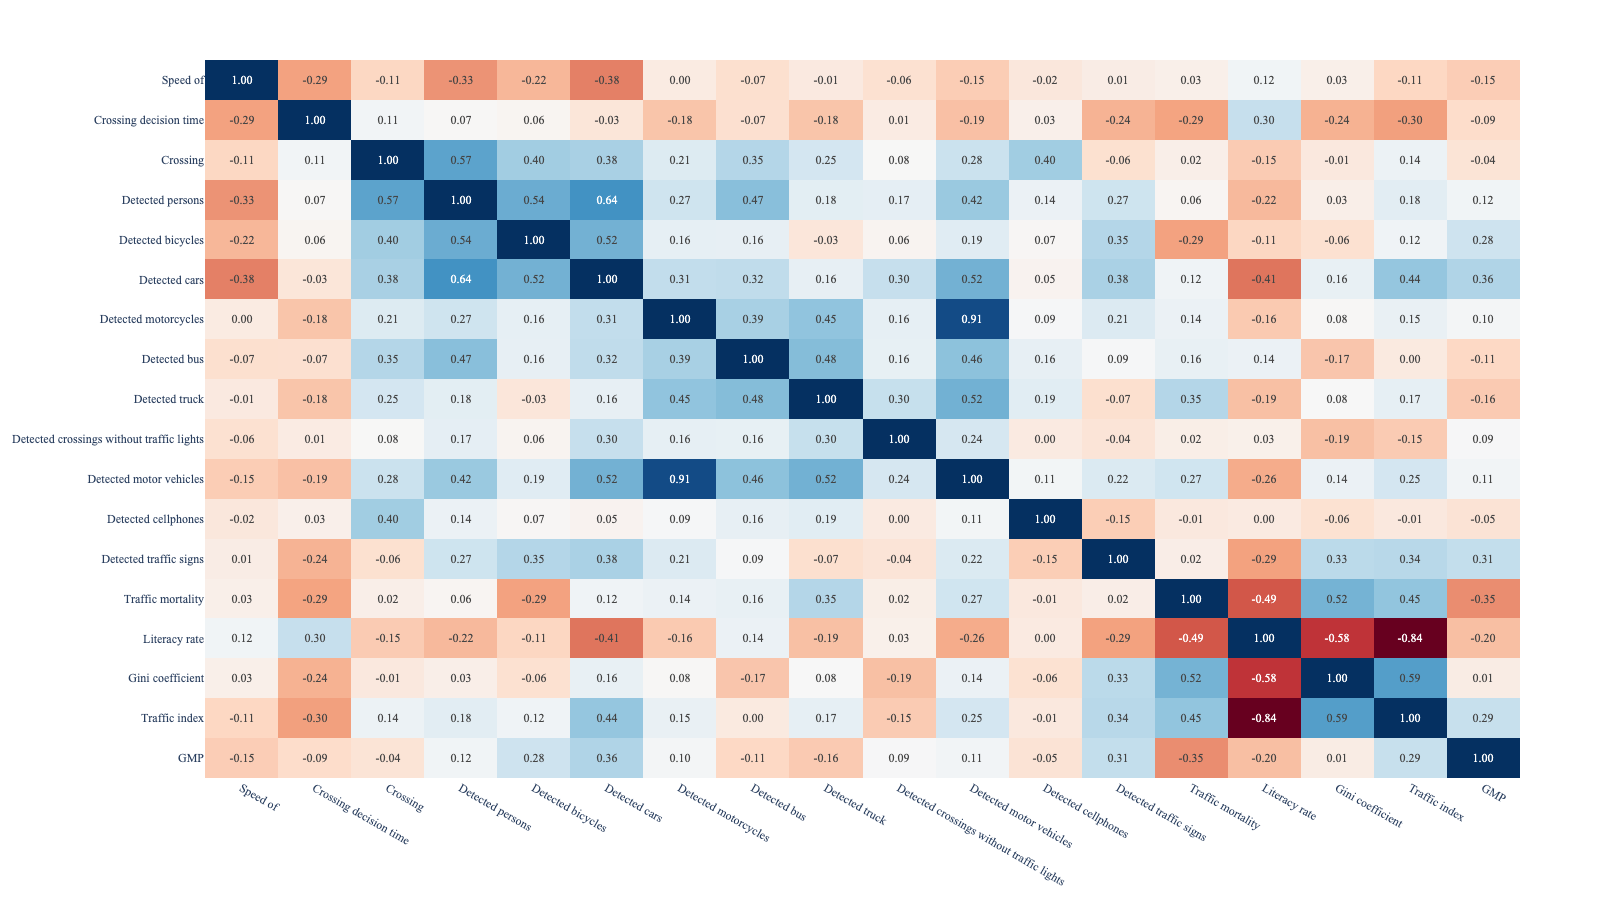 Speed of 1.00 -0.29 -0.11 -0.33 -0.22 -0.38 0.00 -0.07 -0.01 -0.06 -0.15 -0.02 0.01 0.03 0.12 0.03 -0.11 -0.15
Crossing decision time -0.29 1.00 0.11 0.07 0.06 -0.03 -0.18 -0.07 -0.18 0.01 -0.19 0.03 -0.24 -0.29 0.30 -0.24 -0.30 -0.09
Crossing -0.11 0.11 1.00 0.57 0.40 0.38 0.21 0.35 0.25 0.08 0.28 0.40 -0.06 0.02 -0.15 -0.01 0.14 -0.04
Detected persons -0.33 0.07 0.57 1.00 0.54 0.64 0.27 0.47 0.18 0.17 0.42 0.14 0.27 0.06 -0.22 0.03 0.18 0.12
Detected bicycles -0.22 0.06 0.40 0.54 1.00 0.52 0.16 0.16 -0.03 0.06 0.19 0.07 0.35 -0.29 -0.11 -0.06 0.12 0.28
Detected cars -0.38 -0.03 0.38 0.64 0.52 1.00 0.31 0.32 0.16 0.30 0.52 0.05 0.38 0.12 -0.41 0.16 0.44 0.36
Detected motorcycles 0.00 -0.18 0.21 0.27 0.16 0.31 1.00 0.39 0.45 0.16 0.91 0.09 0.21 0.14 -0.16 0.08 0.15 0.10
Detected bus -0.07 -0.07 0.35 0.47 0.16 0.32 0.39 1.00 0.48 0.16 0.46 0.16 0.09 0.16 0.14 -0.17 0.00 -0.11
Detected truck -0.01 -0.18 0.25 0.18 -0.03 0.16 0.45 0.48 1.00 0.30 0.52 0.19 -0.07 0.35 -0.19 0.08 0.17 -0.16
Detected crossings without traffic lights -0.06 0.01 0.08 0.17 0.06 0.30 0.16 0.16 0.30 1.00 0.24 0.00 -0.04 0.02 0.03 -0.19 -0.15 0.09
Detected motor vehicles -0.15 -0.19 0.28 0.42 0.19 0.52 0.91 0.46 0.52 0.24 1.00 0.11 0.22 0.27 -0.26 0.14 0.25 0.11
Detected cellphones -0.02 0.03 0.40 0.14 0.07 0.05 0.09 0.16 0.19 0.00 0.11 1.00 -0.15 -0.01 0.00 -0.06 -0.01 -0.05
Detected traffic signs 0.01 -0.24 -0.06 0.27 0.35 0.38 0.21 0.09 -0.07 -0.04 0.22 -0.15 1.00 0.02 -0.29 0.33 0.34 0.31
Traffic mortality 0.03 -0.29 0.02 0.06 -0.29 0.12 0.14 0.16 0.35 0.02 0.27 -0.01 0.02 1.00 -0.49 0.52 0.45 -0.35
Literacy rate 0.12 0.30 -0.15 -0.22 -0.11 -0.41 -0.16 0.14 -0.19 0.03 -0.26 0.00 -0.29 -0.49 1.00 -0.58 -0.84 -0.20
Gini coefficient 0.03 -0.24 -0.01 0.03 -0.06 0.16 0.08 -0.17 0.08 -0.19 0.14 -0.06 0.33 0.52 -0.58 1.00 0.59 0.01
Traffic index -0.11 -0.30 0.14 0.18 0.12 0.44 0.15 0.00 0.17 -0.15 0.25 -0.01 0.34 0.45 -0.84 0.59 1.00 0.29
GMP -0.15 -0.09 -0.04 0.12 0.28 0.36 0.10 -0.11 -0.16 0.09 0.11 -0.05 0.31 -0.35 -0.20 0.01 0.29 1.00
Speed of
Crossing decision time
Crossing
Detected persons
Detected bicycles
Detected cars
Detected motorcycles
Detected bus
Detected truck
Detected crossings without traffic lights
Detected motor vehicles
Detected cellphones
Detected traffic signs
Traffic mortality
Literacy rate
Gini coefficient
Traffic index
GMP